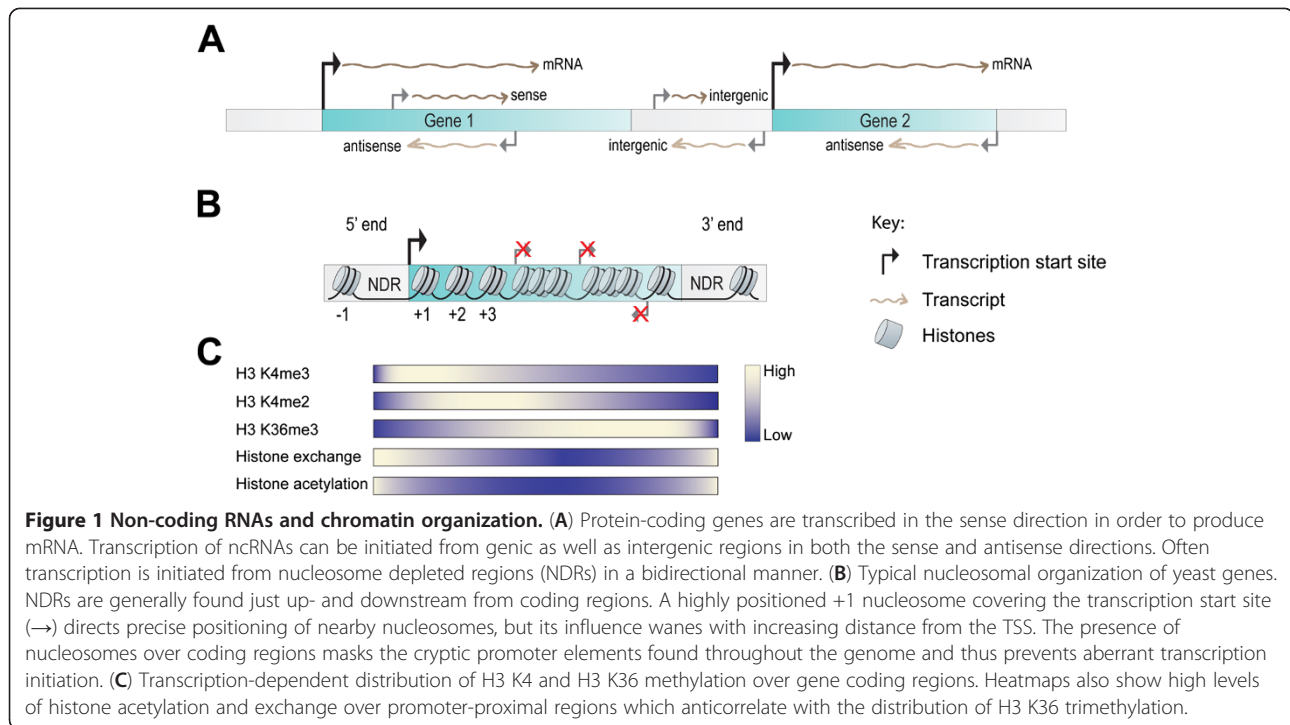 A
mRNA
mRNA
sense
intergenic
Gene 1
Gene 2
antisense
intergenic
antisense
B
5' end
3' end
NDR
NDR
-1
+1
+2
+3
Key:
Transcription start site
Transcript
Histones
C
H3 K4me3
H3 K4me2
H3 K36me3
Histone exchange
Histone acetylation
High
Low
Figure 1 Non-coding RNAs and chromatin organization. (A) Protein-coding genes are transcribed in the sense direction in order to produce
mRNA. Transcription of ncRNAs can be initiated from genic as well as intergenic regions in both the sense and antisense directions. Often
transcription is initiated from nucleosome depleted regions (NDRs) in a bidirectional manner. (B) Typical nucleosomal organization of yeast genes.
NDRs are generally found just up- and downstream from coding regions. A highly positioned +1 nucleosome covering the transcription start site
(→) directs precise positioning of nearby nucleosomes, but its influence wanes with increasing distance from the TSS. The presence of
nucleosomes over coding regions masks the cryptic promoter elements found throughout the genome and thus prevents aberrant transcription
initiation. (C) Transcription-dependent distribution of H3 K4 and H3 K36 methylation over gene coding regions. Heatmaps also show high levels
of histone acetylation and exchange over promoter-proximal regions which anticorrelate with the distribution of H3 K36 trimethylation.